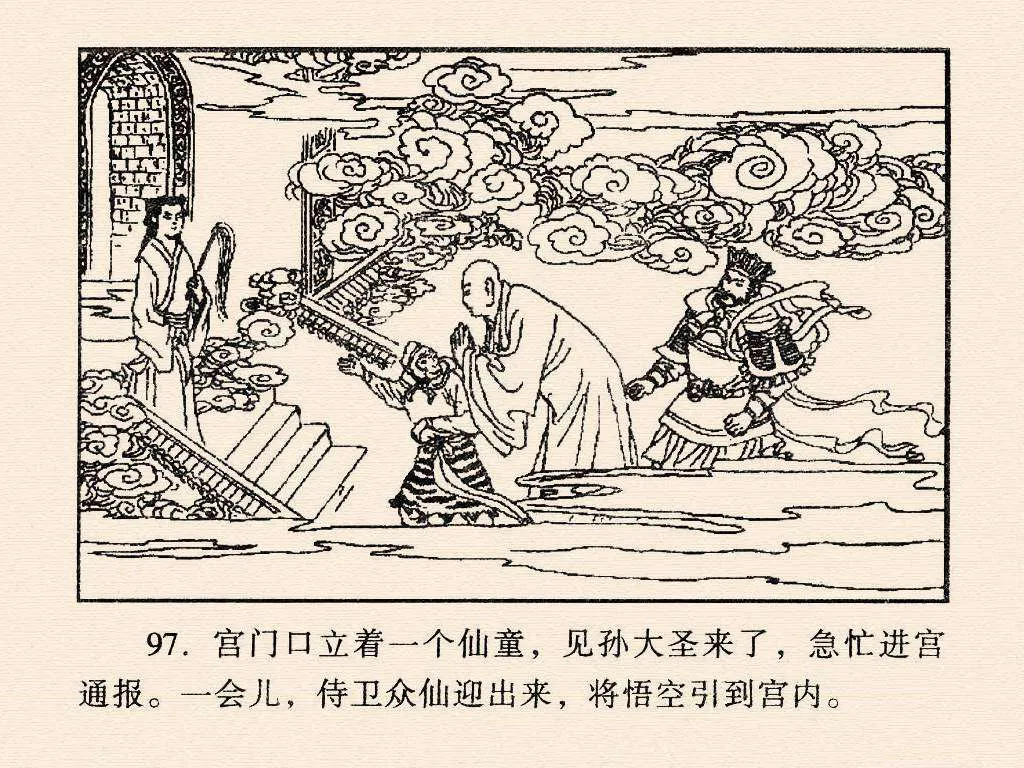 97. 宫门口立着一个仙童，见孙大圣来了，急忙进宫
通报。一会儿，侍卫众仙迎出来，将悟空引到宫内。